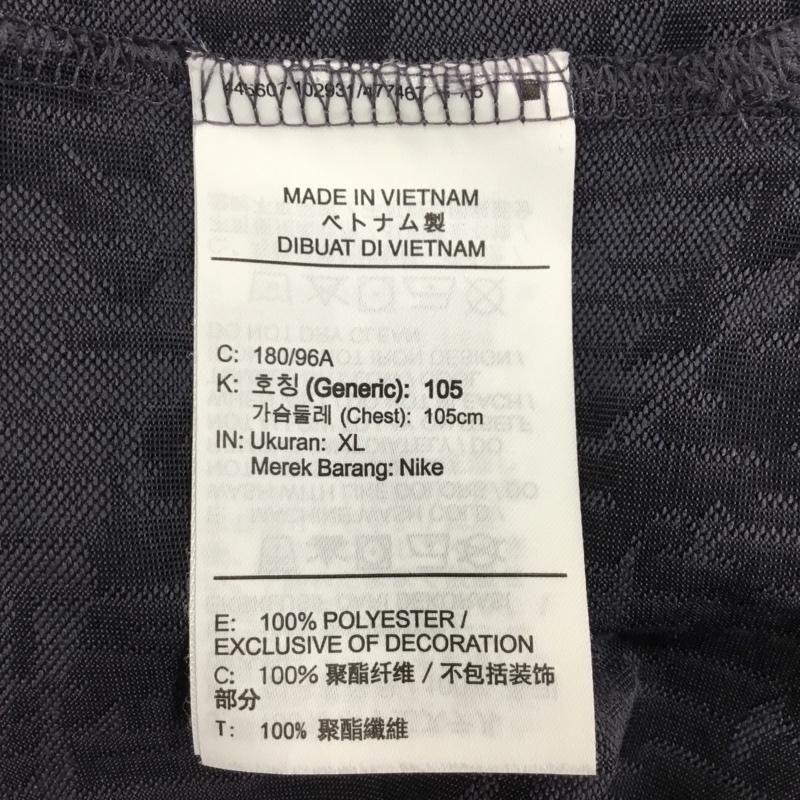 MADE IN VIETNAM
ベトナム製
DIBUAT DI VIETNAM
C: 180/96A
K: 호칭 (Generic): 105
가슴둘레 (Chest): 105cm
IN: Ukuran: XL
Merek Barang: Nike
E: 100% POLYESTER /
EXCLUSIVE OF DECORATION
C: 100% 聚酯纤维 / 不包括装饰
部分
T: 100% 聚酯纖維